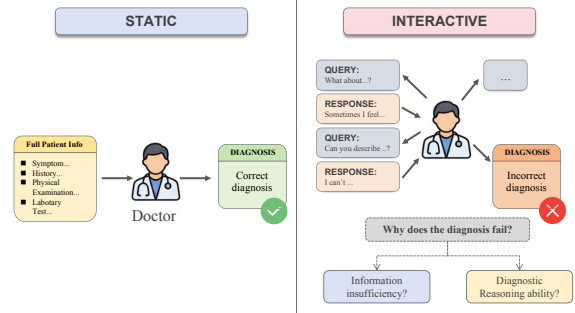 STATIC
Full Patient Info
Symptom...
History...
Physical
Examination...
Labotary
Test...
Doctor
DIAGNOSIS
Correct
diagnosis
INTERACTIVE
QUERY:
What about...?
RESPONSE:
Sometimes I feel...
QUERY:
Can you describe...?
RESPONSE:
I can`t ...
...
DIAGNOSIS
Incorrect
diagnosis
Why does the diagnosis fail?
Information
insufficiency?
Diagnostic
Reasoning ability?